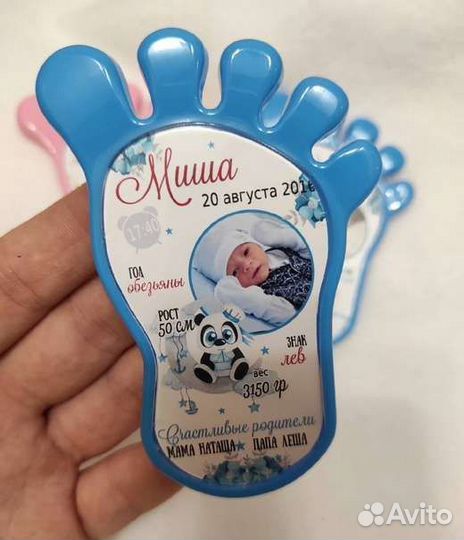 Миша
20 августа 2016
17:40
ГОД
обезьяны
РОСТ
50 СМ
ЗНАК
лев
вес
3150 гр
Счастливые родители
МАМА НАТАША ПАПА ЛЕША
Avito